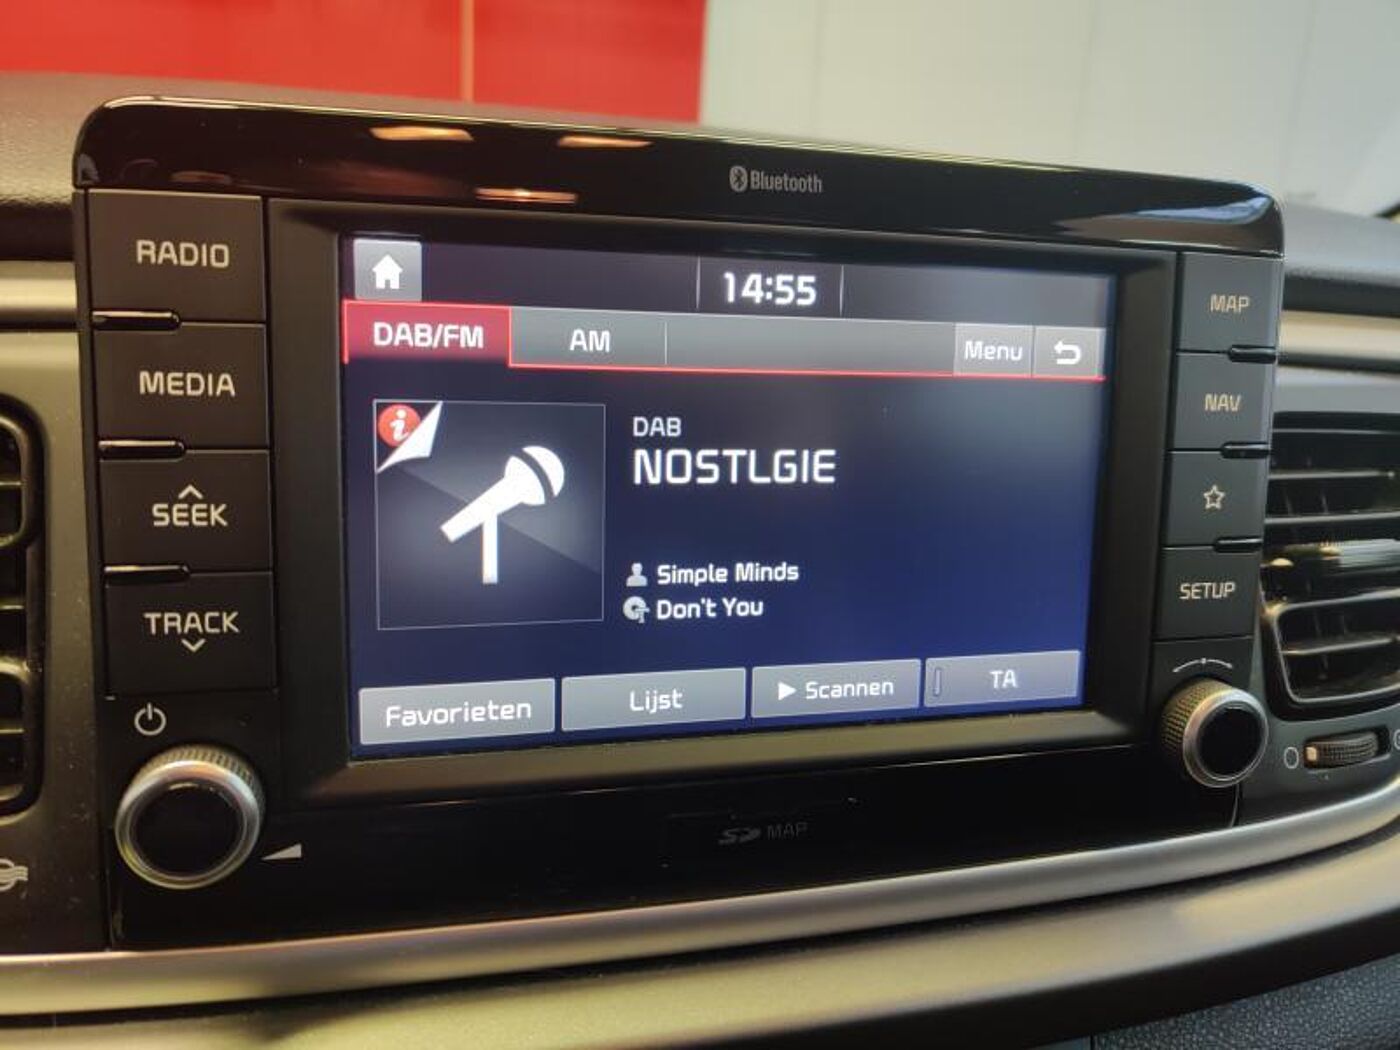 Bluetooth
RADIO
MEDIA
SEEK
TRACK
14:55
DAB/FM
AM
Menu
i
DAB
NOSTLGIE
Simple Minds
Don't You
Favorieten
Lijst
Scannen
TA
MAP
NAV
SETUP
SD MAP